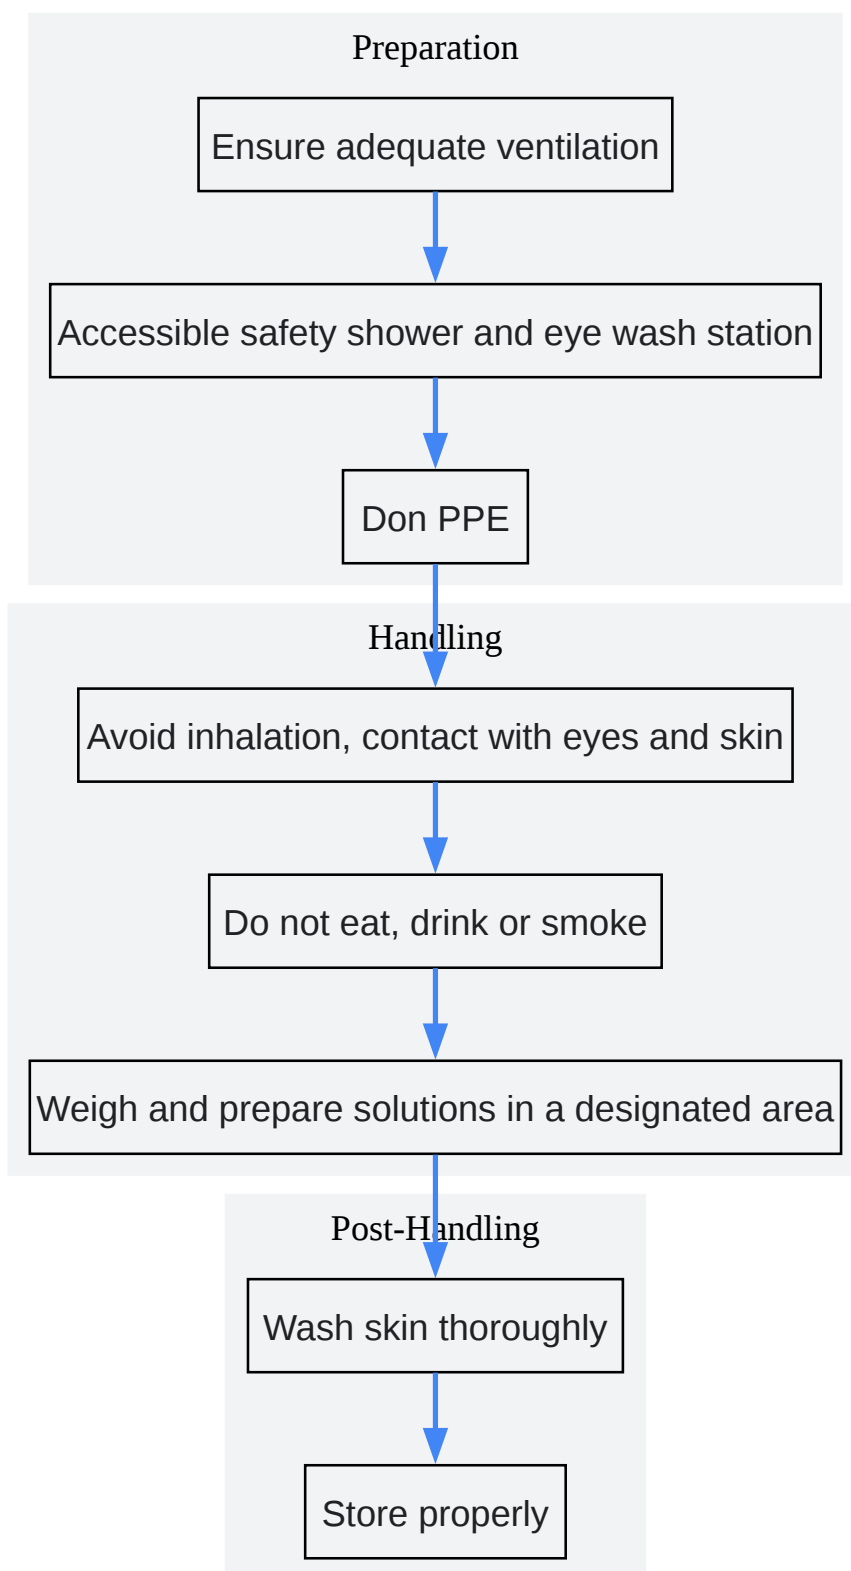 Preparation
Ensure adequate ventilation
Accessible safety shower and eye wash station
Don PPE
Handling
Avoid inhalation, contact with eyes and skin
Do not eat, drink or smoke
Weigh and prepare solutions in a designated area
Post-Handling
Wash skin thoroughly
Store properly